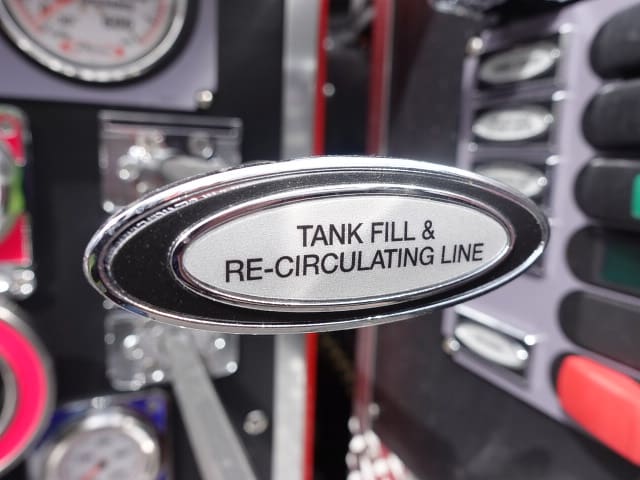 TANK FILL &
RE-CIRCULATING LINE